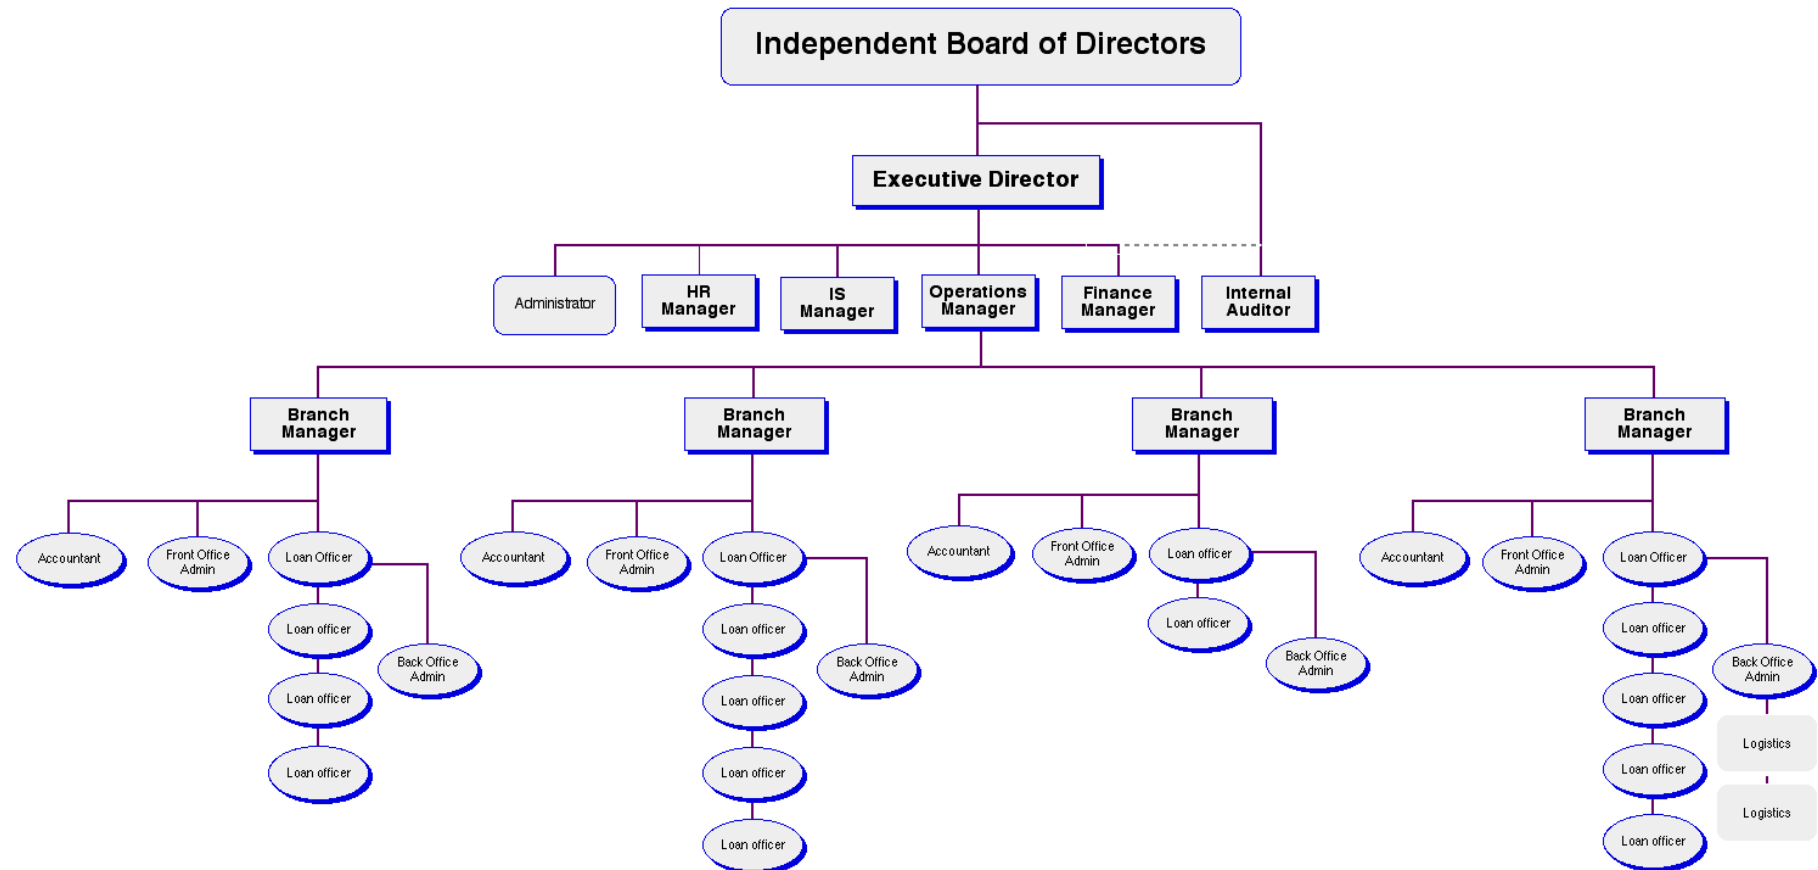 Independent Board of Directors
Executive Director
Administrator
HR
Manager
IS
Manager
Operations
Manager
Finance
Manager
Internal
Auditor
Branch
Manager
Branch
Manager
Branch
Manager
Branch
Manager
Accountant
Front Office
Admin
Loan Officer
Loan officer
Loan officer
Loan officer
Back Office
Admin
Accountant
Front Office
Admin
Loan Officer
Loan officer
Loan officer
Loan officer
Loan officer
Back Office
Admin
Accountant
Front Office
Admin
Loan officer
Loan officer
Back Office
Admin
Accountant
Front Office
Admin
Loan Officer
Loan officer
Loan officer
Loan officer
Loan officer
Back Office
Admin
Logistics
Logistics